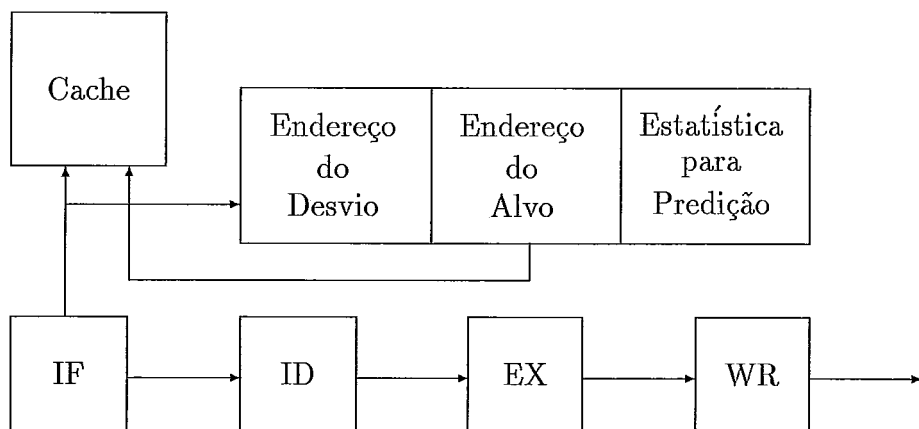 Cache
Endereço
do
Desvio
Endereço
do
Alvo
Estatística
para
Predição
IF
ID
EX
WR